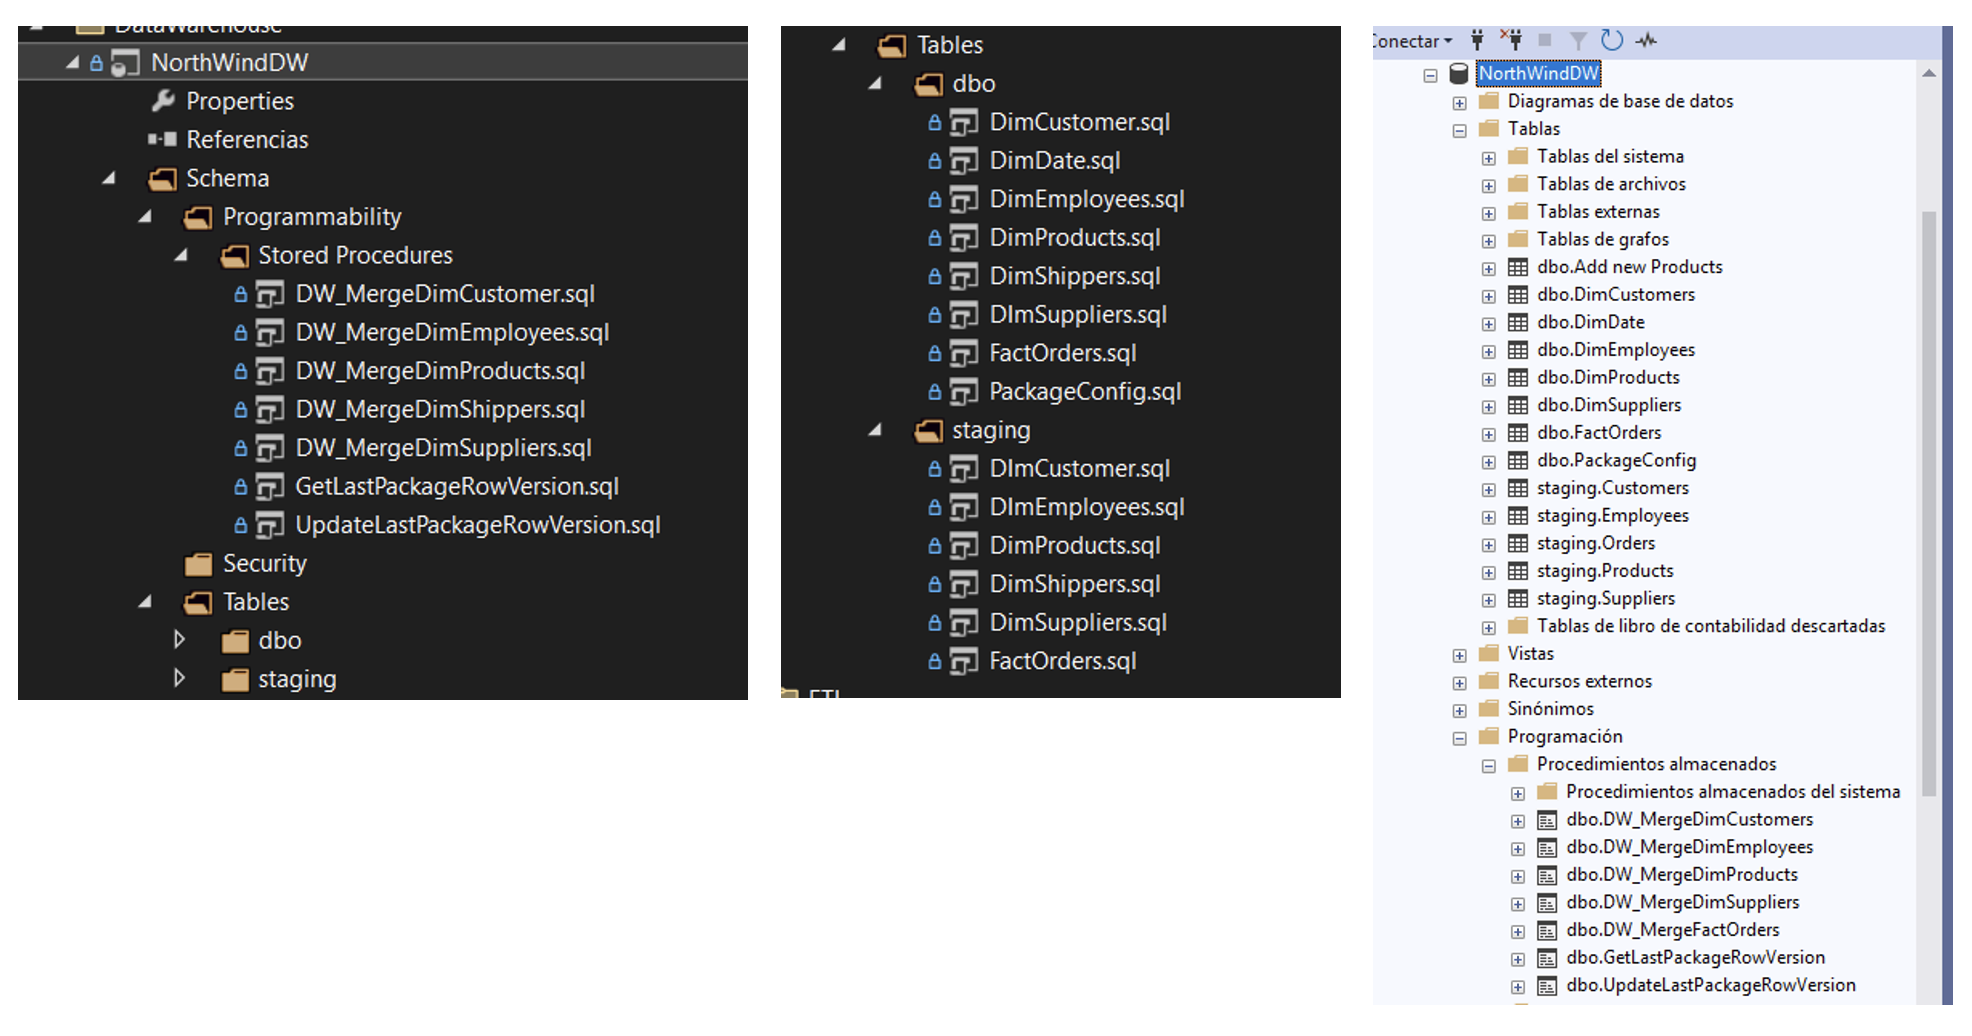 DataWarehouse
NorthWindDW
Properties
Referencias
Schema
Programmability
Stored Procedures
DW_MergeDimCustomer.sql
DW_MergeDimEmployees.sql
DW_MergeDimProducts.sql
DW_MergeDimShippers.sql
DW_MergeDimSuppliers.sql
GetLastPackageRowVersion.sql
UpdateLastPackageRowVersion.sql
Security
Tables
dbo
staging
Tables
dbo
DimCustomer.sql
DimDate.sql
DimEmployees.sql
DimProducts.sql
DimShippers.sql
DImSuppliers.sql
FactOrders.sql
PackageConfig.sql
staging
DImCustomer.sql
DImEmployees.sql
DimProducts.sql
DimShippers.sql
DimSuppliers.sql
FactOrders.sql
ETL
Conectar
NorthWindDW
Diagramas de base de datos
Tablas
Tablas del sistema
Tablas de archivos
Tablas externas
Tablas de grafos
dbo.Add new Products
dbo.DimCustomers
dbo.DimDate
dbo.DimEmployees
dbo.DimProducts
dbo.DimSuppliers
dbo.FactOrders
dbo.PackageConfig
staging.Customers
staging.Employees
staging.Orders
staging.Products
staging.Suppliers
Tablas de libro de contabilidad descartadas
Vistas
Recursos externos
Sinónimos
Programación
Procedimientos almacenados
Procedimientos almacenados del sistema
dbo.DW_MergeDimCustomers
dbo.DW_MergeDimEmployees
dbo.DW_MergeDimProducts
dbo.DW_MergeDimSuppliers
dbo.DW_MergeFactOrders
dbo.GetLastPackageRowVersion
dbo.UpdateLastPackageRowVersion